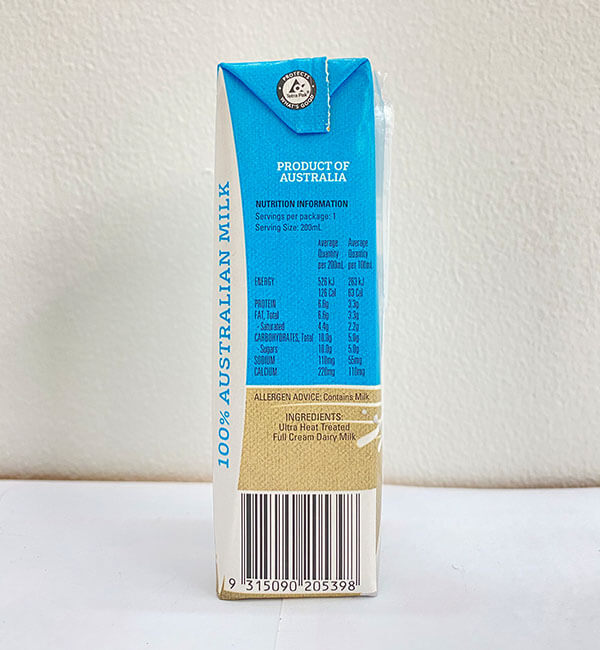 PROTECTS
Tetra Pak
WHAT'S GOOD
PRODUCT OF
AUSTRALIA
100% AUSTRALIAN MILK
NUTRITION INFORMATION
Servings per package: 1
Serving Size: 200mL
Average Average
Quantity Quantity
per 200mL per 100mL
ENERGY 526 kJ 263 kJ
126 Cal 63 Cal
PROTEIN 6.6g 3.3g
FAT, Total 6.6g 3.3g
- Saturated 4.4g 2.2g
CARBOHYDRATES, Total 10.0g 5.0g
- Sugars 10.0g 5.0g
SODIUM 110mg 55mg
CALCIUM 220mg 110mg
ALLERGEN ADVICE: Contains Milk
INGREDIENTS:
Ultra Heat Treated
Full Cream Dairy Milk
9 315090 205398